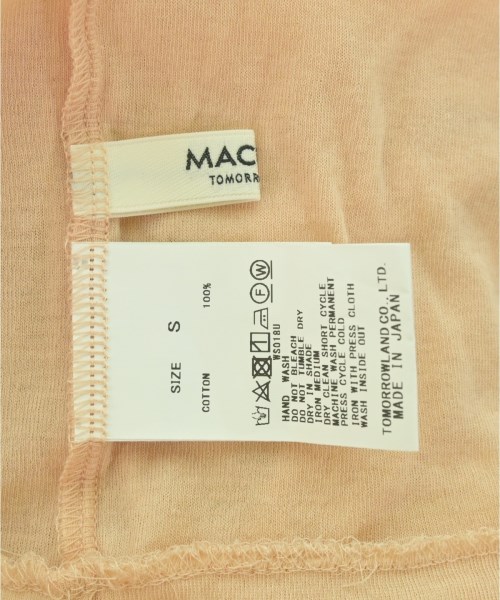 MAC
TOMORR
SIZE S
COTTON 100%
WS018U
HAND WASH
DO NOT BLEACH
DO NOT TUMBLE DRY
DRY IN SHADE
IRON MEDIUM
DRY CLEAN SHORT CYCLE
MACHINE WASH PERMANENT
PRESS CYCLE COLD
IRON WITH PRESS CLOTH
WASH INSIDE OUT
TOMORROWLAND CO., LTD.
MADE IN JAPAN